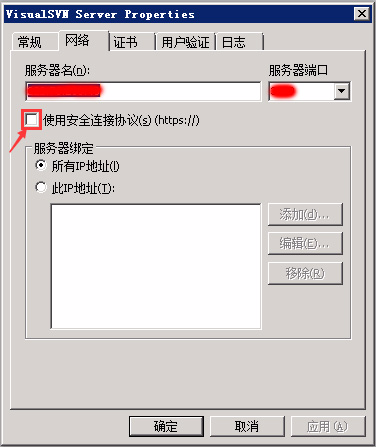 VisualSVN Server Properties
常规 网络 证书 用户验证 日志
服务器名(n): 服务器端口
使用安全连接协议(s) (https://)
服务器绑定
所有IP地址(I)
此IP地址(T):
添加(d)...
编辑(E)...
移除(R)
确定 取消 应用(A)